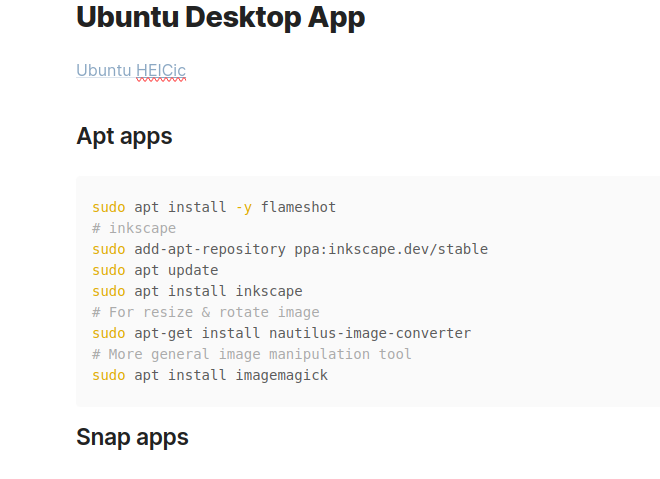 Ubuntu Desktop App
Ubuntu HEICic
Apt apps
sudo apt install -y flameshot
# inkscape
sudo add-apt-repository ppa:inkscape.dev/stable
sudo apt update
sudo apt install inkscape
# For resize & rotate image
sudo apt-get install nautilus-image-converter
# More general image manipulation tool
sudo apt install imagemagick
Snap apps